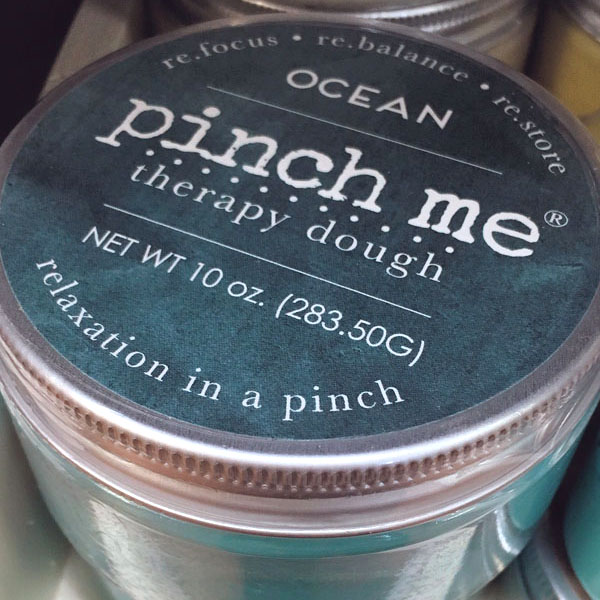 re.focus • re.balance • re.store
OCEAN
pinch me®
therapy dough
NET WT 10 oz. (283.50G)
relaxation in a pinch